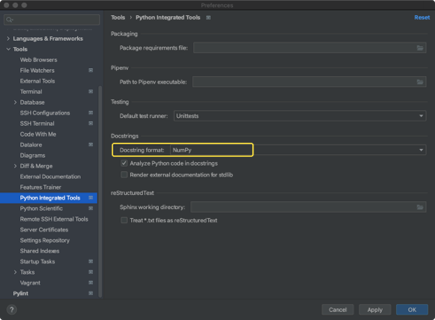 Preferences
Tools › Python Integrated Tools
Reset
Languages & Frameworks
Tools
Web Browsers
File Watchers
External Tools
Terminal
Database
SSH Configurations
SSH Terminal
Code With Me
Datalore
Diagrams
Diff & Merge
External Documentation
Features Trainer
Python Integrated Tools
Python Scientific
Remote SSH External Tools
Server Certificates
Settings Repository
Shared Indexes
Startup Tasks
Tasks
Vagrant
Pylint
Packaging
Package requirements file:
Pipenv
Path to Pipenv executable:
Testing
Default test runner: Unittests
Docstrings
Docstring format: NumPy
Analyze Python code in docstrings
Render external documentation for stdlib
reStructuredText
Sphinx working directory:
Treat *.txt files as reStructuredText
?
Cancel
Apply
OK